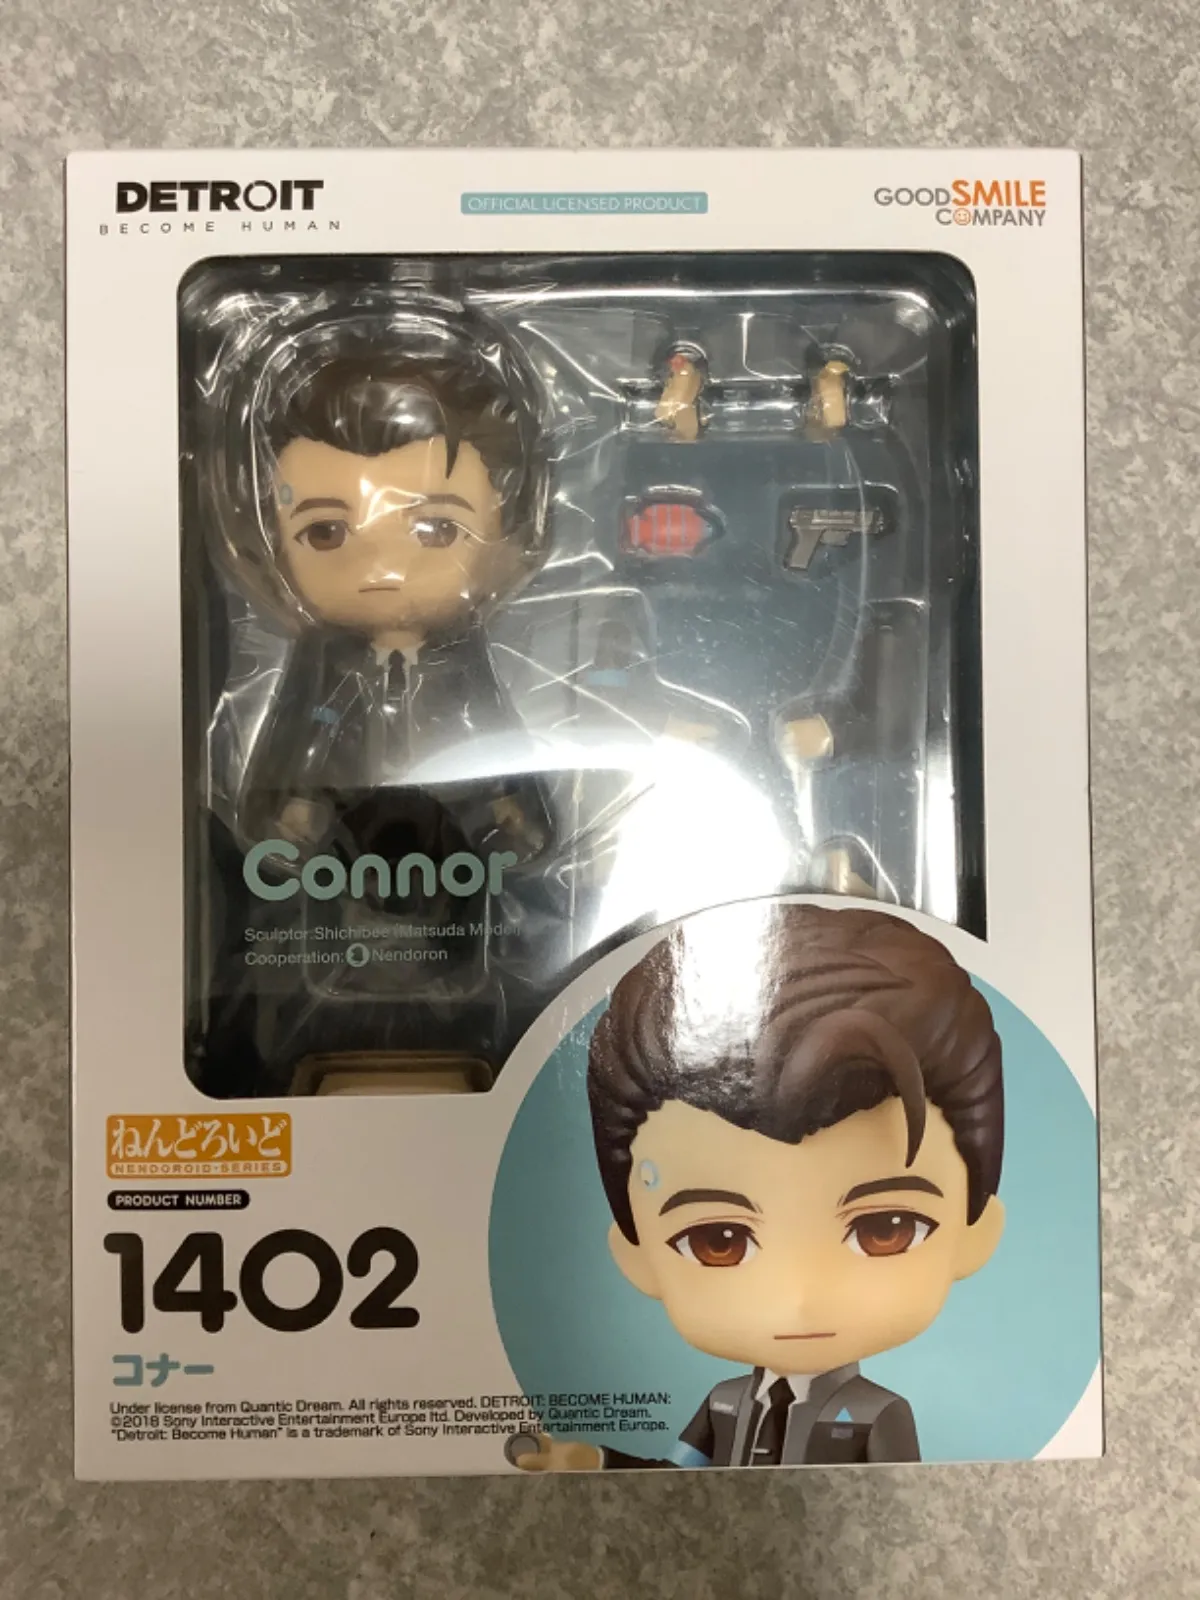 DETROIT
BECOME HUMAN
OFFICIAL LICENSED PRODUCT
GOODSMILE
COMPANY
Connor
Sculptor:Shichibee (Matsuda Model)
Cooperation: Nendoron
ねんどろいど
NENDOROID・SERIES
PRODUCT NUMBER
1402
コナー
Under license from Quantic Dream. All rights reserved. DETROIT: BECOME HUMAN:
©2018 Sony Interactive Entertainment Europe ltd. Developed by Quantic Dream.
"Detroit: Become Human" is a trademark of Sony Interactive Entertainment Europe.